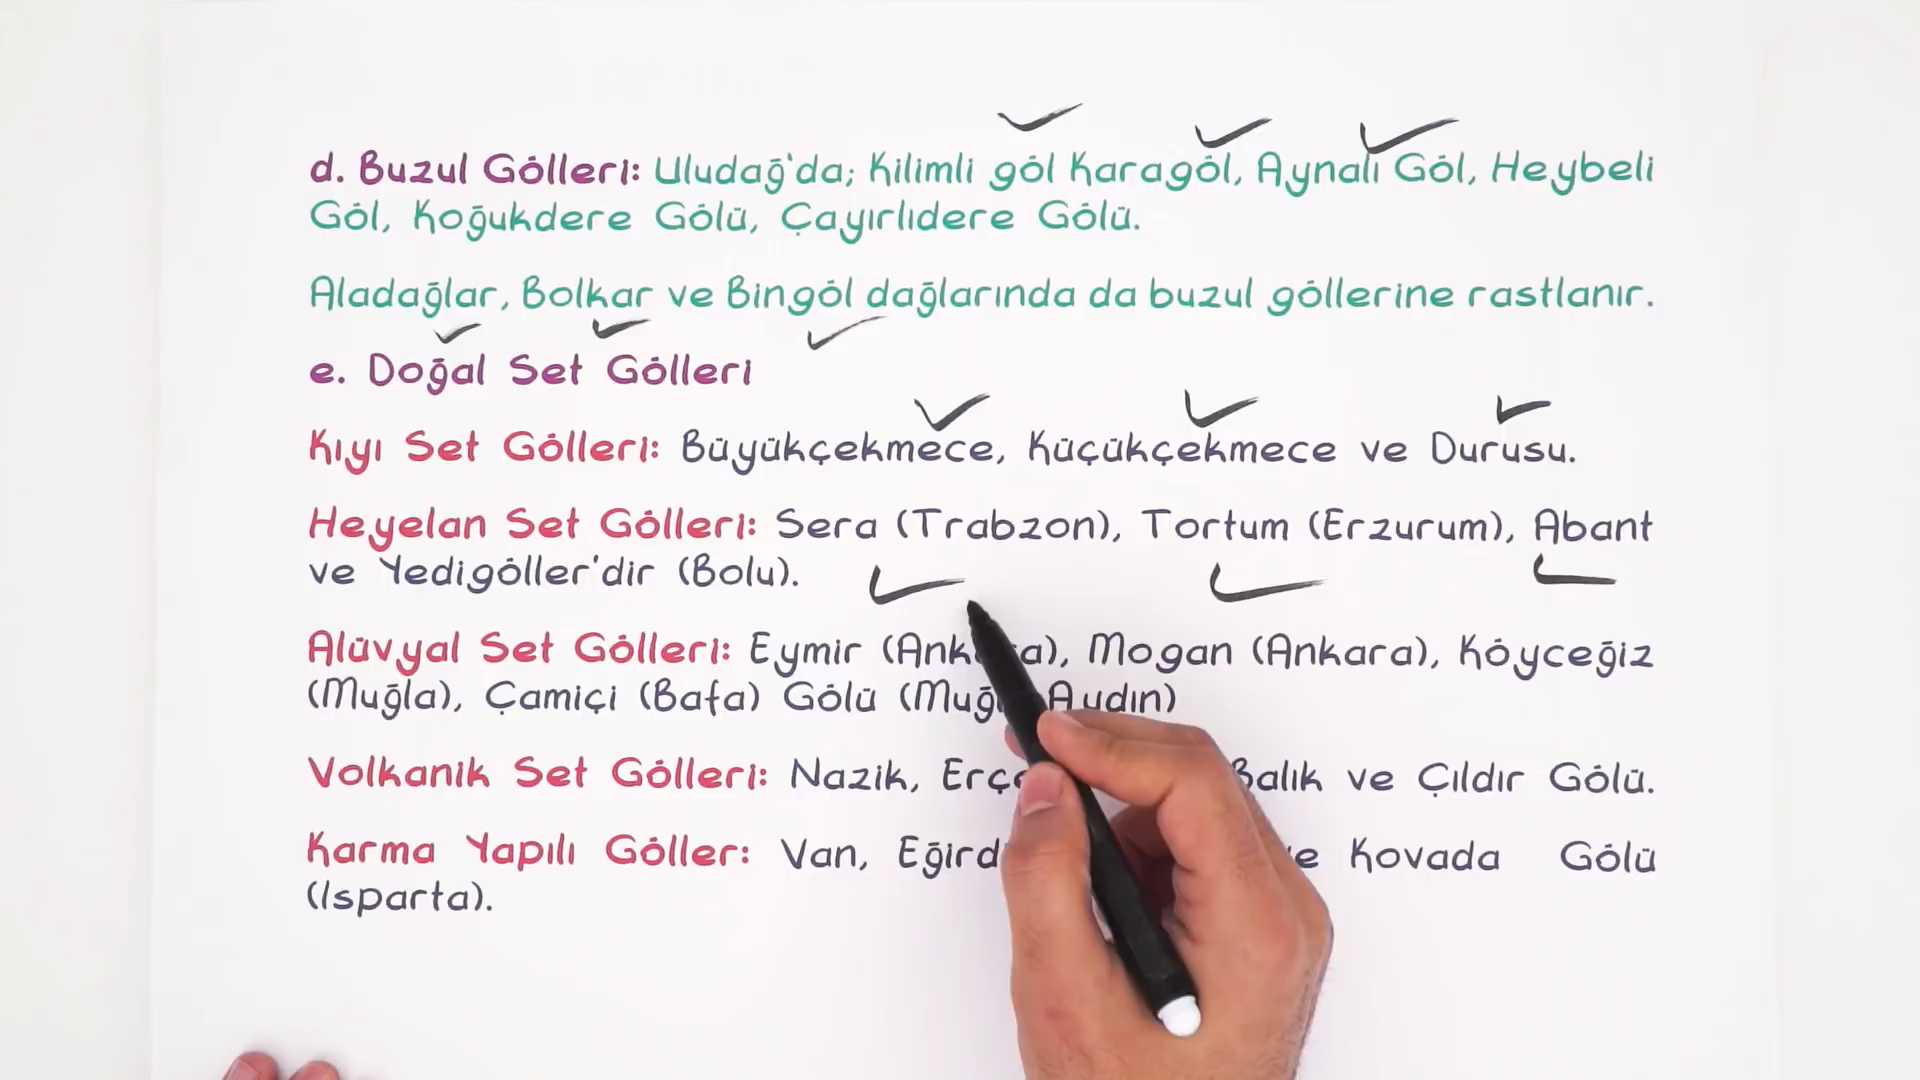 d. Buzul Gölleri: Uludağ'da; Kilimli göl Karagöl, Aynalı Göl, Heybeli
Göl, Koğukdere Gölü, Çayırlıdere Gölü.
Aladağlar, Bolkar ve Bingöl dağlarında da buzul göllerine rastlanır.
e. Doğal Set Gölleri
Kıyı Set Gölleri: Büyükçekmece, Küçükçekmece ve Durusu.
Heyelan Set Gölleri: Sera (Trabzon), Tortum (Erzurum), Abant
ve Yedigöller'dir (Bolu).
Alüvyal Set Gölleri: Eymir (Ankara), Mogan (Ankara), Köyceğiz
(Muğla), Çamiçi (Bafa) Gölü Aydın)
Volkanik Set Gölleri: Nazik, Balık ve Çıldır Gölü.
Karma Yapılı Göller: Van, Kovada Gölü
(Isparta).